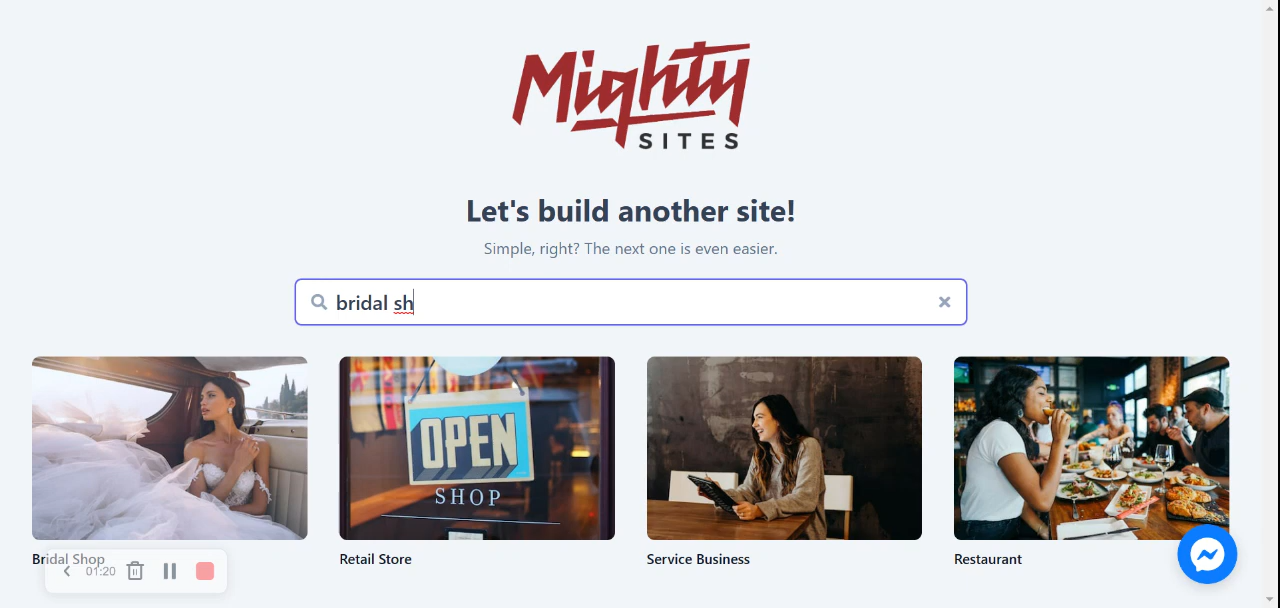 Mighty
SITES
Let's build another site!
Simple, right? The next one is even easier.
bridal sh
OPEN
SHOP
Bridal Shop
Retail Store
Service Business
Restaurant
01:20